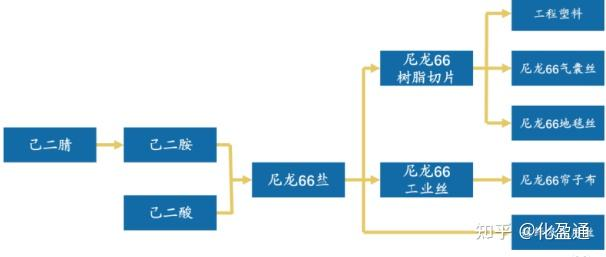 工程塑料
尼龙66
树脂切片
尼龙66气囊丝
尼龙66地毯丝
己二腈
己二胺
尼龙66盐
尼龙66
工业丝
尼龙66帘子布
己二酸
丝
知乎 @化盈通